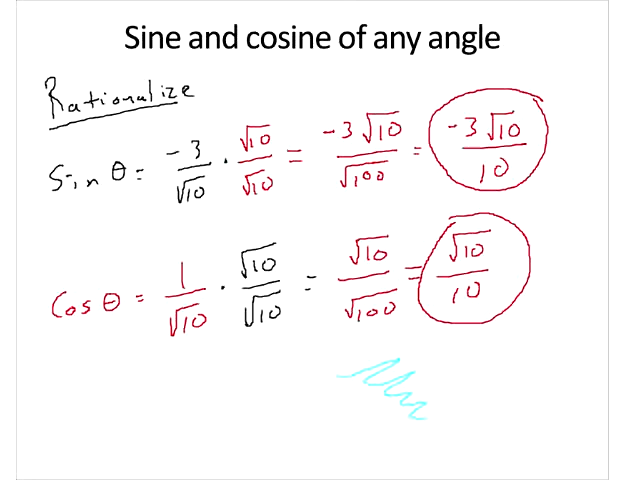 Sine and cosine of any angle
Rationalize
Sin θ = -3/√10 · √10/√10 = -3√10/√100 = -3√10/10
Cos θ = 1/√10 · √10/√10 = √10/√100 = √10/10